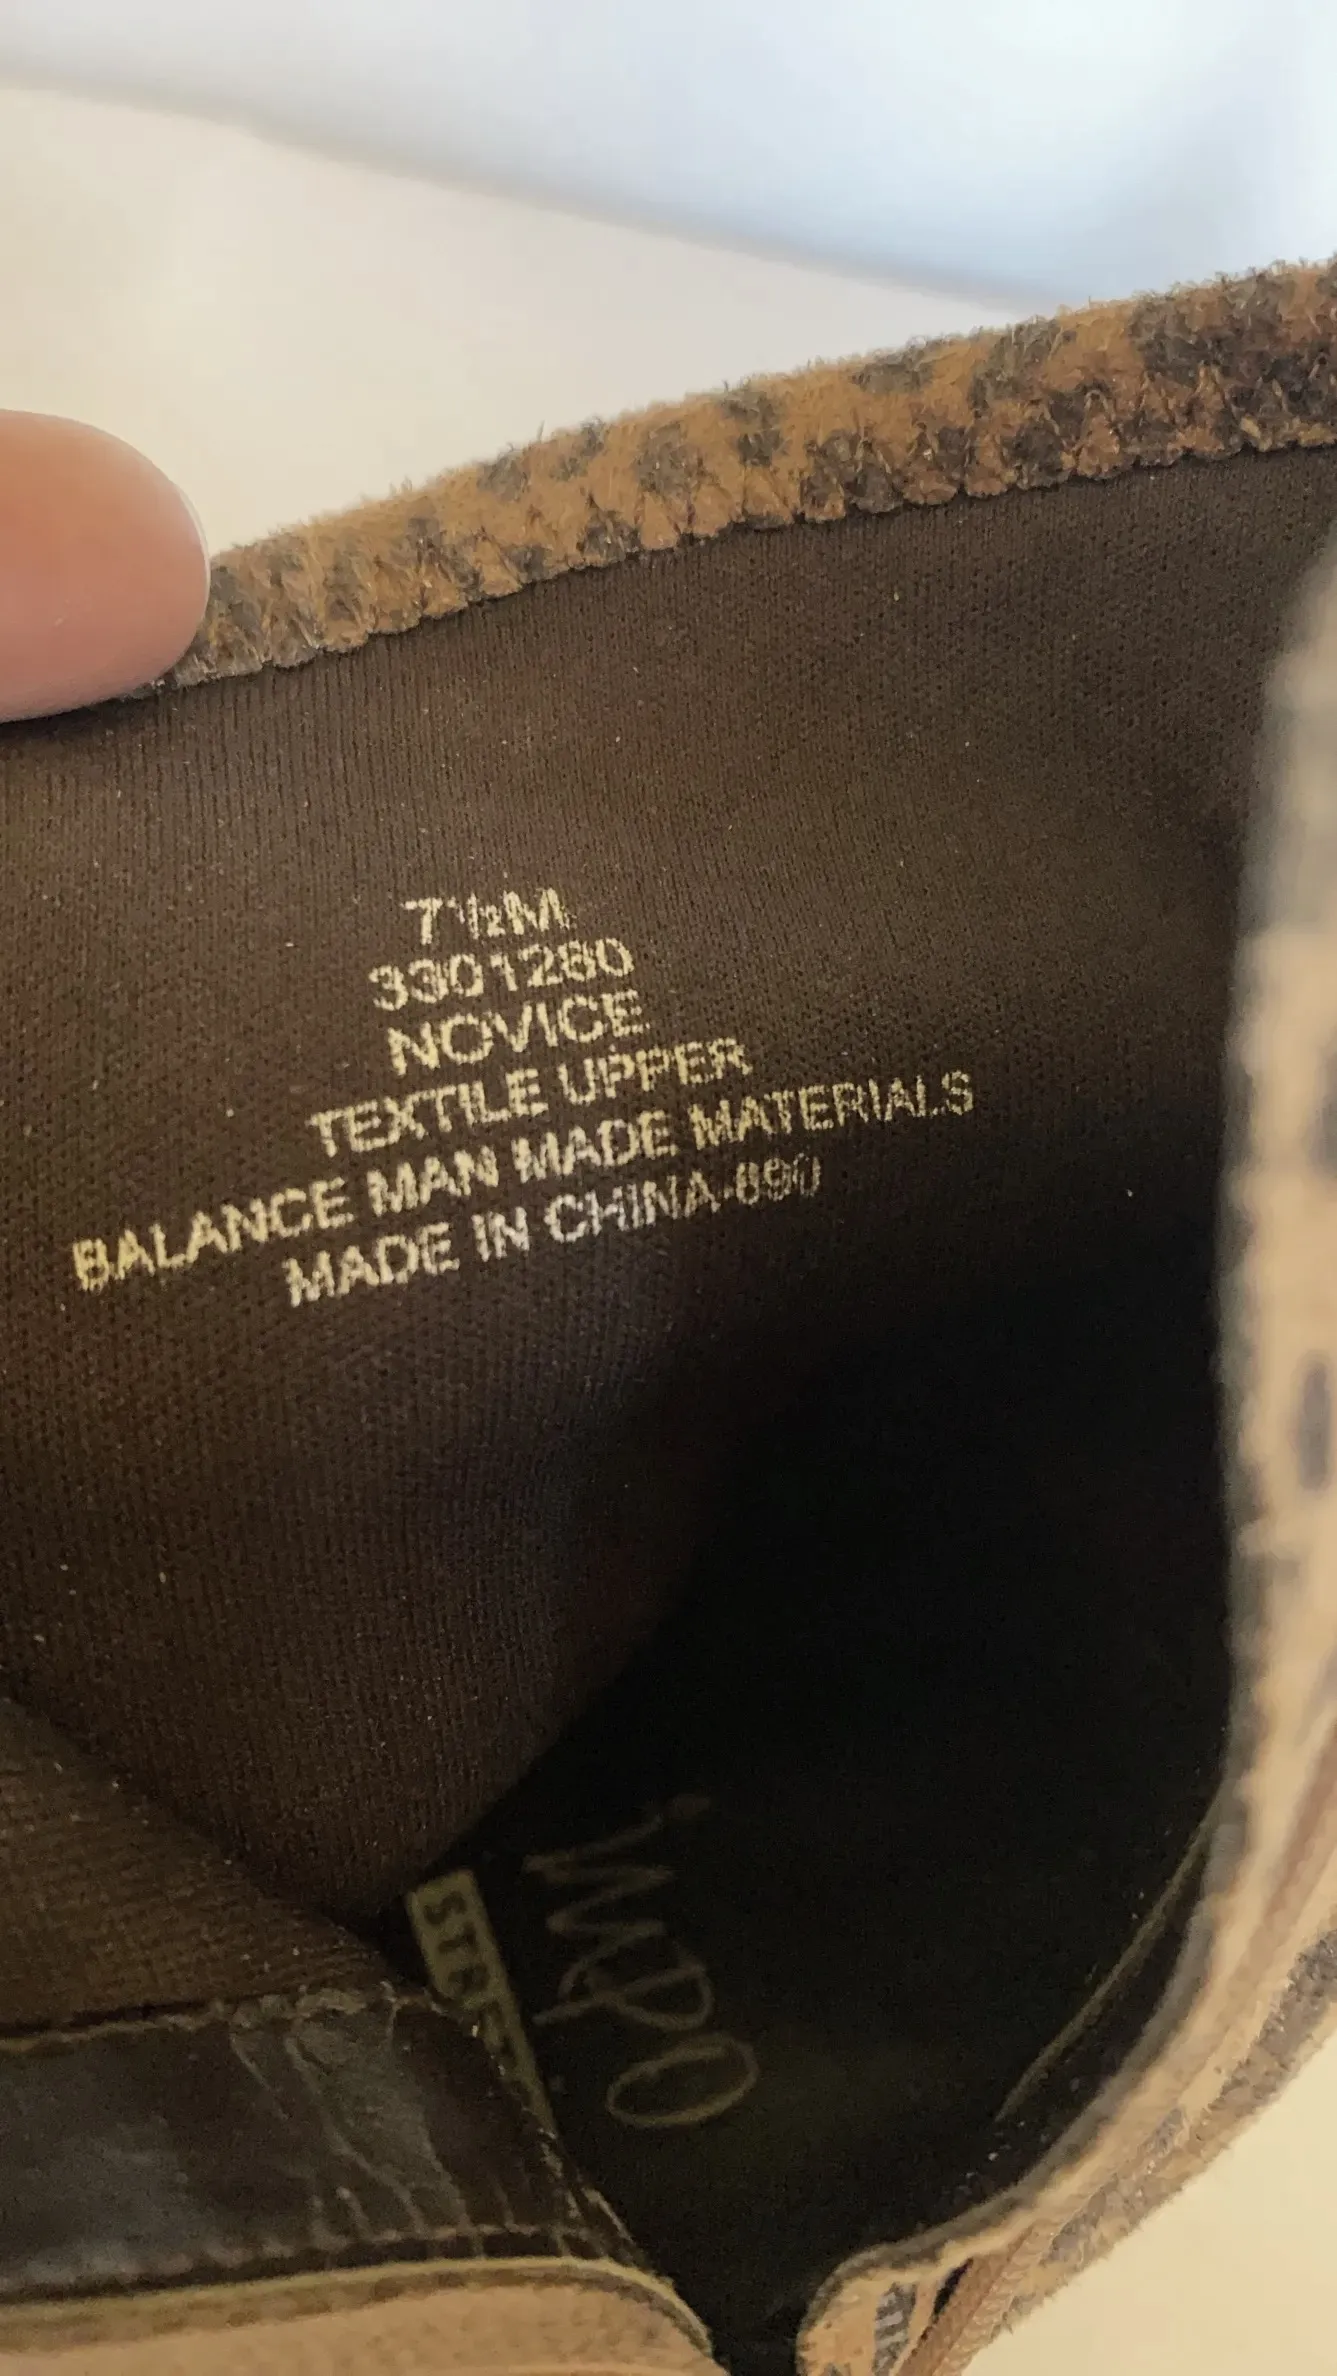 7½M
3301280
NOVICE
TEXTILE UPPER
BALANCE MAN MADE MATERIALS
MADE IN CHINA-890